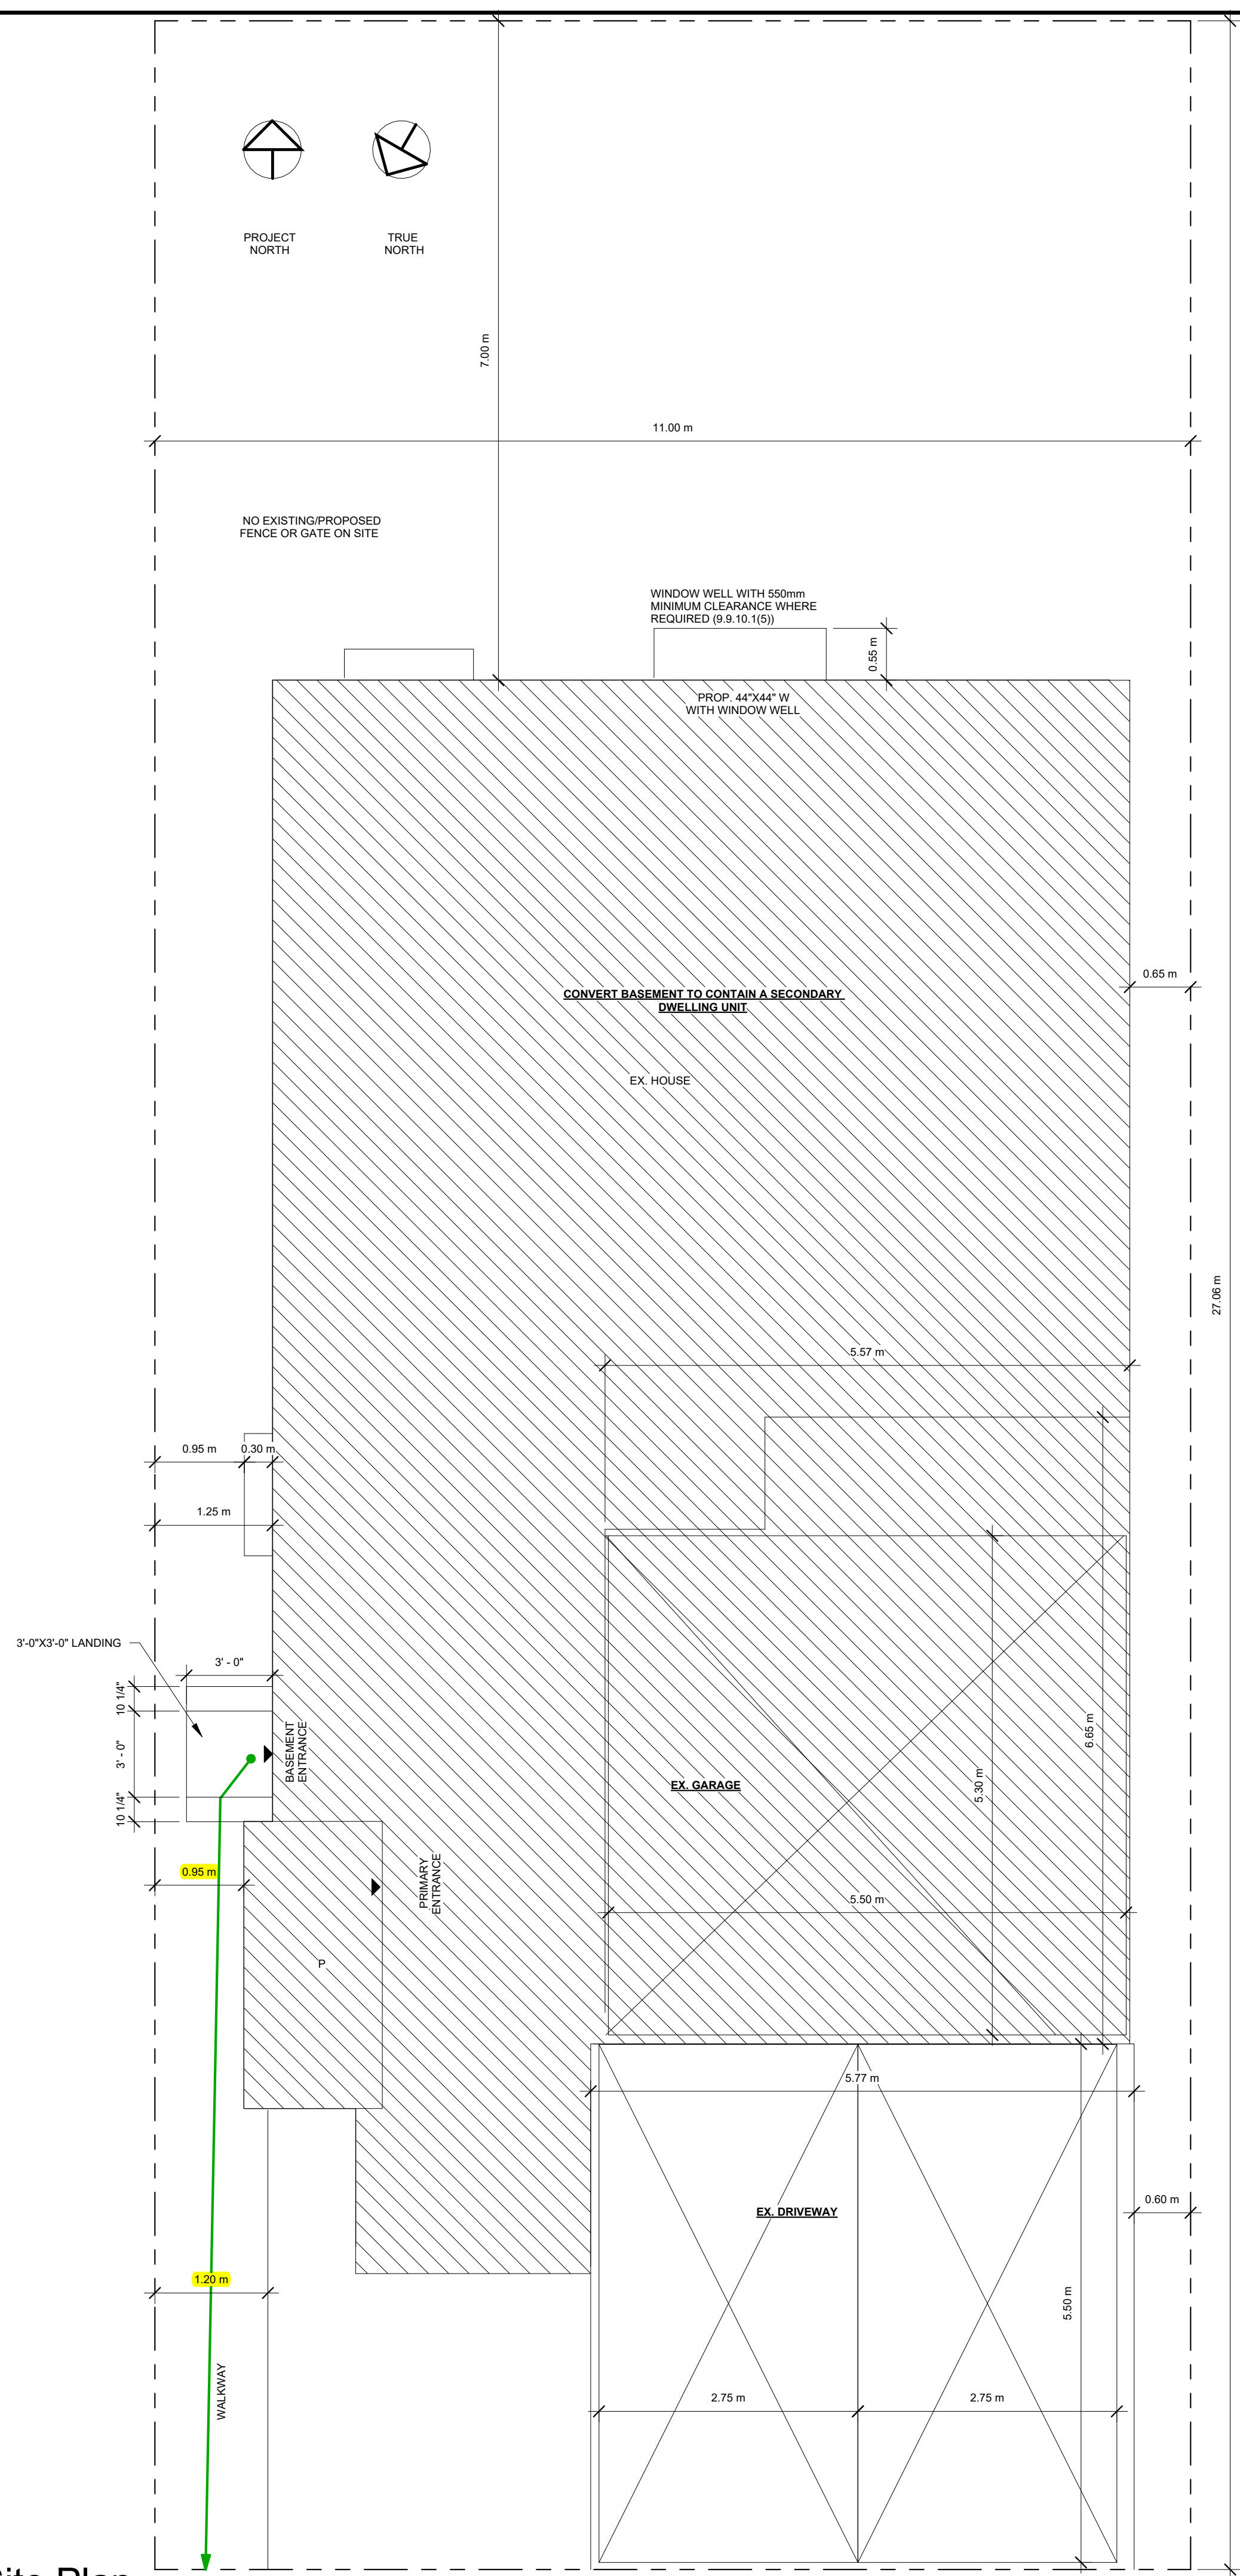 PROJECT
NORTH
TRUE
NORTH
7.00 m
11.00 m
NO EXISTING/PROPOSED
FENCE OR GATE ON SITE
WINDOW WELL WITH 550mm
MINIMUM CLEARANCE WHERE
REQUIRED (9.9.10.1(5))
0.55 m
PROP. 44"X44" W
WITH WINDOW WELL
0.65 m
CONVERT BASEMENT TO CONTAIN A SECONDARY
DWELLING UNIT
EX. HOUSE
27.06 m
5.57 m
0.95 m
0.30 m
1.25 m
3'-0"X3'-0" LANDING
3' - 0"
10 1/4"
3' - 0"
10 1/4"
BASEMENT
ENTRANCE
6.65 m
5.30 m
EX. GARAGE
0.95 m
PRIMARY
ENTRANCE
5.50 m
P
5.77 m
0.60 m
EX. DRIVEWAY
1.20 m
5.50 m
WALKWAY
2.75 m
2.75 m